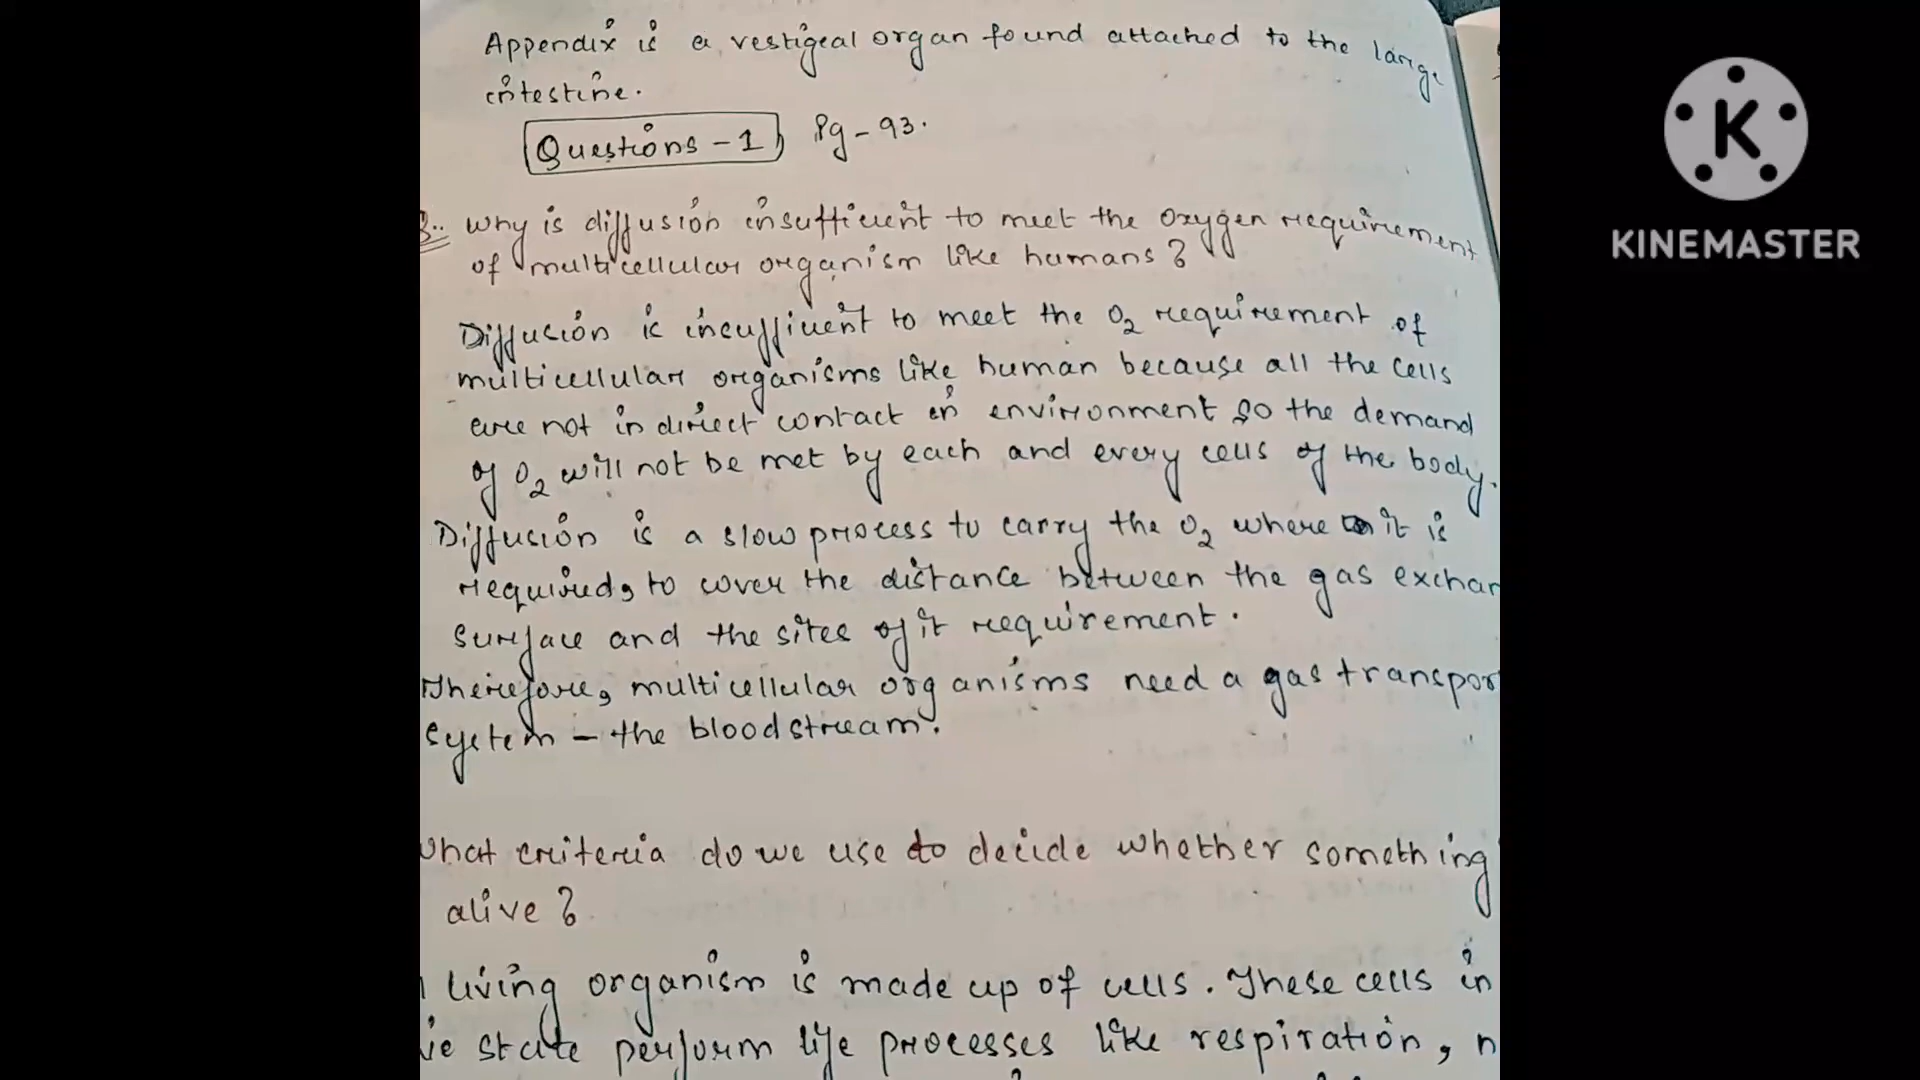 Appendix is a vestigeal organ found attached to the large
intestine.
Questions - 1 Pg - 93.
Why is diffusion insufficient to meet the oxygen requirement
of multicellular organism like humans?
Diffusion is insufficient to meet the O2 requirement of
multicellular organisms like human because all the cells
are not in direct contact in environment so the demand
of O2 will not be met by each and every cells of the body.
Diffusion is a slow process to carry the O2 where it is
required, to cover the distance between the gas exchan
surface and the sites of it requirement.
Therefore, multicellular organisms need a gas transpor
system - the bloodstream.
What criteria do we use to decide whether something
alive?
living organism is made up of cells. These cells in
state perform life processes like respiration, n
KINEMASTER